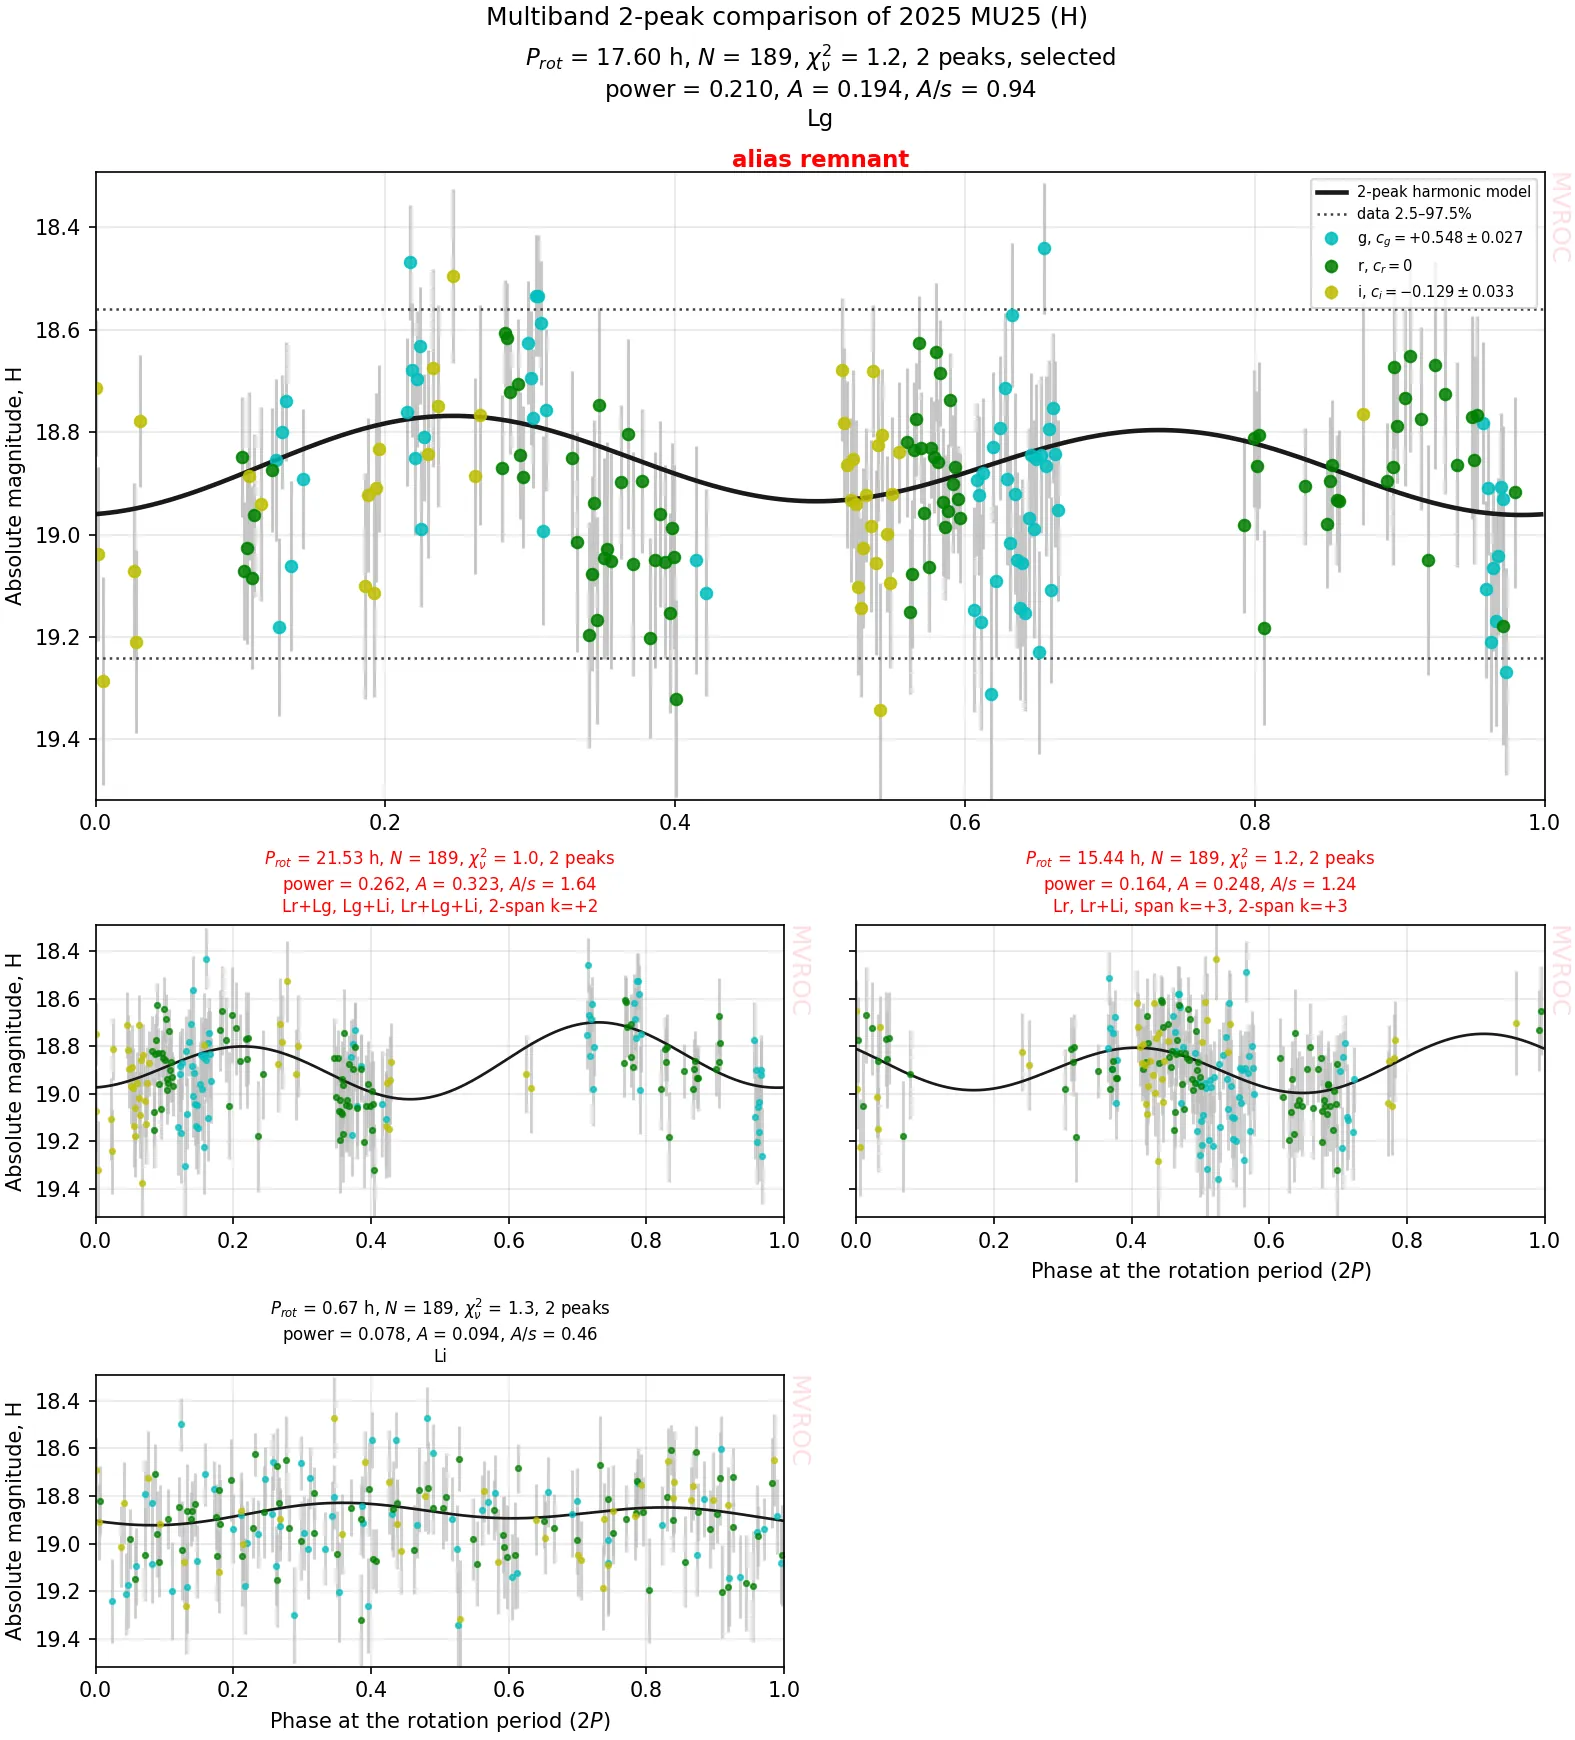 Multiband 2-peak comparison of 2025 MU25 (H)
P_rot = 17.60 h, N = 189, χ²_ν = 1.2, 2 peaks, selected
power = 0.210, A = 0.194, A/s = 0.94
Lg
alias remnant
MVROC
2-peak harmonic model
data 2.5–97.5%
g, c_g = +0.548 ± 0.027
r, c_r = 0
i, c_i = −0.129 ± 0.033
Absolute magnitude, H
18.4
18.6
18.8
19.0
19.2
19.4
0.0 0.2 0.4 0.6 0.8 1.0
P_rot = 21.53 h, N = 189, χ²_ν = 1.0, 2 peaks
power = 0.262, A = 0.323, A/s = 1.64
Lr+Lg, Lg+Li, Lr+Lg+Li, 2-span k=+2
MVROC
Absolute magnitude, H
18.4
18.6
18.8
19.0
19.2
19.4
0.0 0.2 0.4 0.6 0.8 1.0
P_rot = 15.44 h, N = 189, χ²_ν = 1.2, 2 peaks
power = 0.164, A = 0.248, A/s = 1.24
Lr, Lr+Li, span k=+3, 2-span k=+3
MVROC
0.0 0.2 0.4 0.6 0.8 1.0
Phase at the rotation period (2P)
P_rot = 0.67 h, N = 189, χ²_ν = 1.3, 2 peaks
power = 0.078, A = 0.094, A/s = 0.46
Li
MVROC
Absolute magnitude, H
18.4
18.6
18.8
19.0
19.2
19.4
0.0 0.2 0.4 0.6 0.8 1.0
Phase at the rotation period (2P)